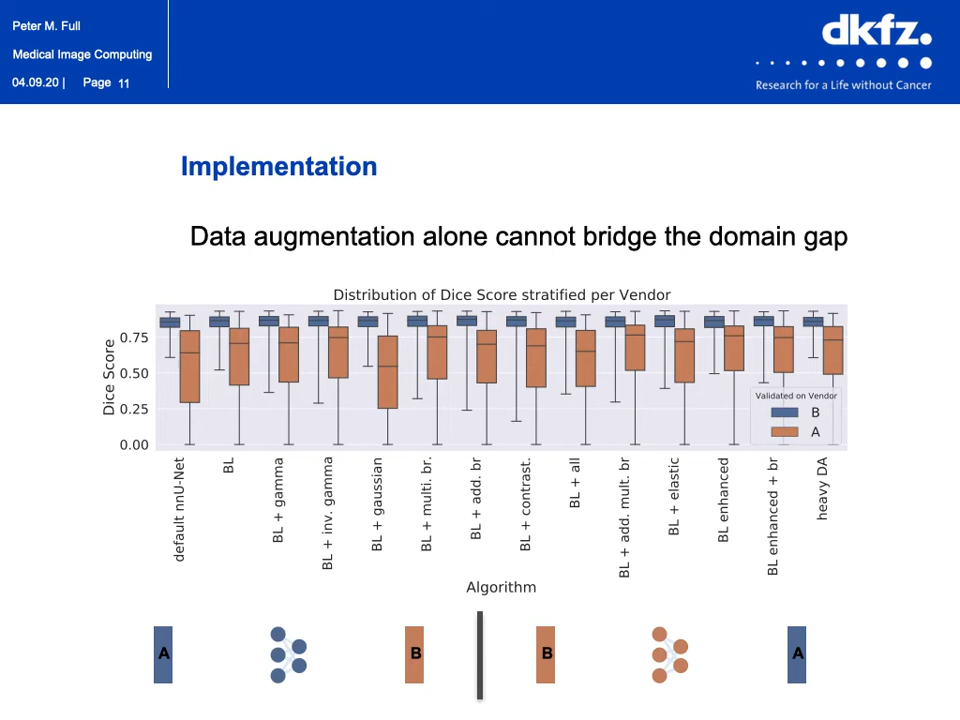 Peter M. Full
Medical Image Computing
04.09.20 | Page 11
dkfz.
Research for a Life without Cancer
Implementation
Data augmentation alone cannot bridge the domain gap
Distribution of Dice Score stratified per Vendor
Dice Score
0.75
0.50
0.25
0.00
Validated on Vendor
B
A
default nnU-Net
BL
BL + gamma
BL + inv. gamma
BL + gaussian
BL + multi. br.
BL + add. br
BL + contrast.
BL + all
BL + add. mult. br
BL + elastic
BL enhanced
BL enhanced + br
heavy DA
Algorithm
A B B A